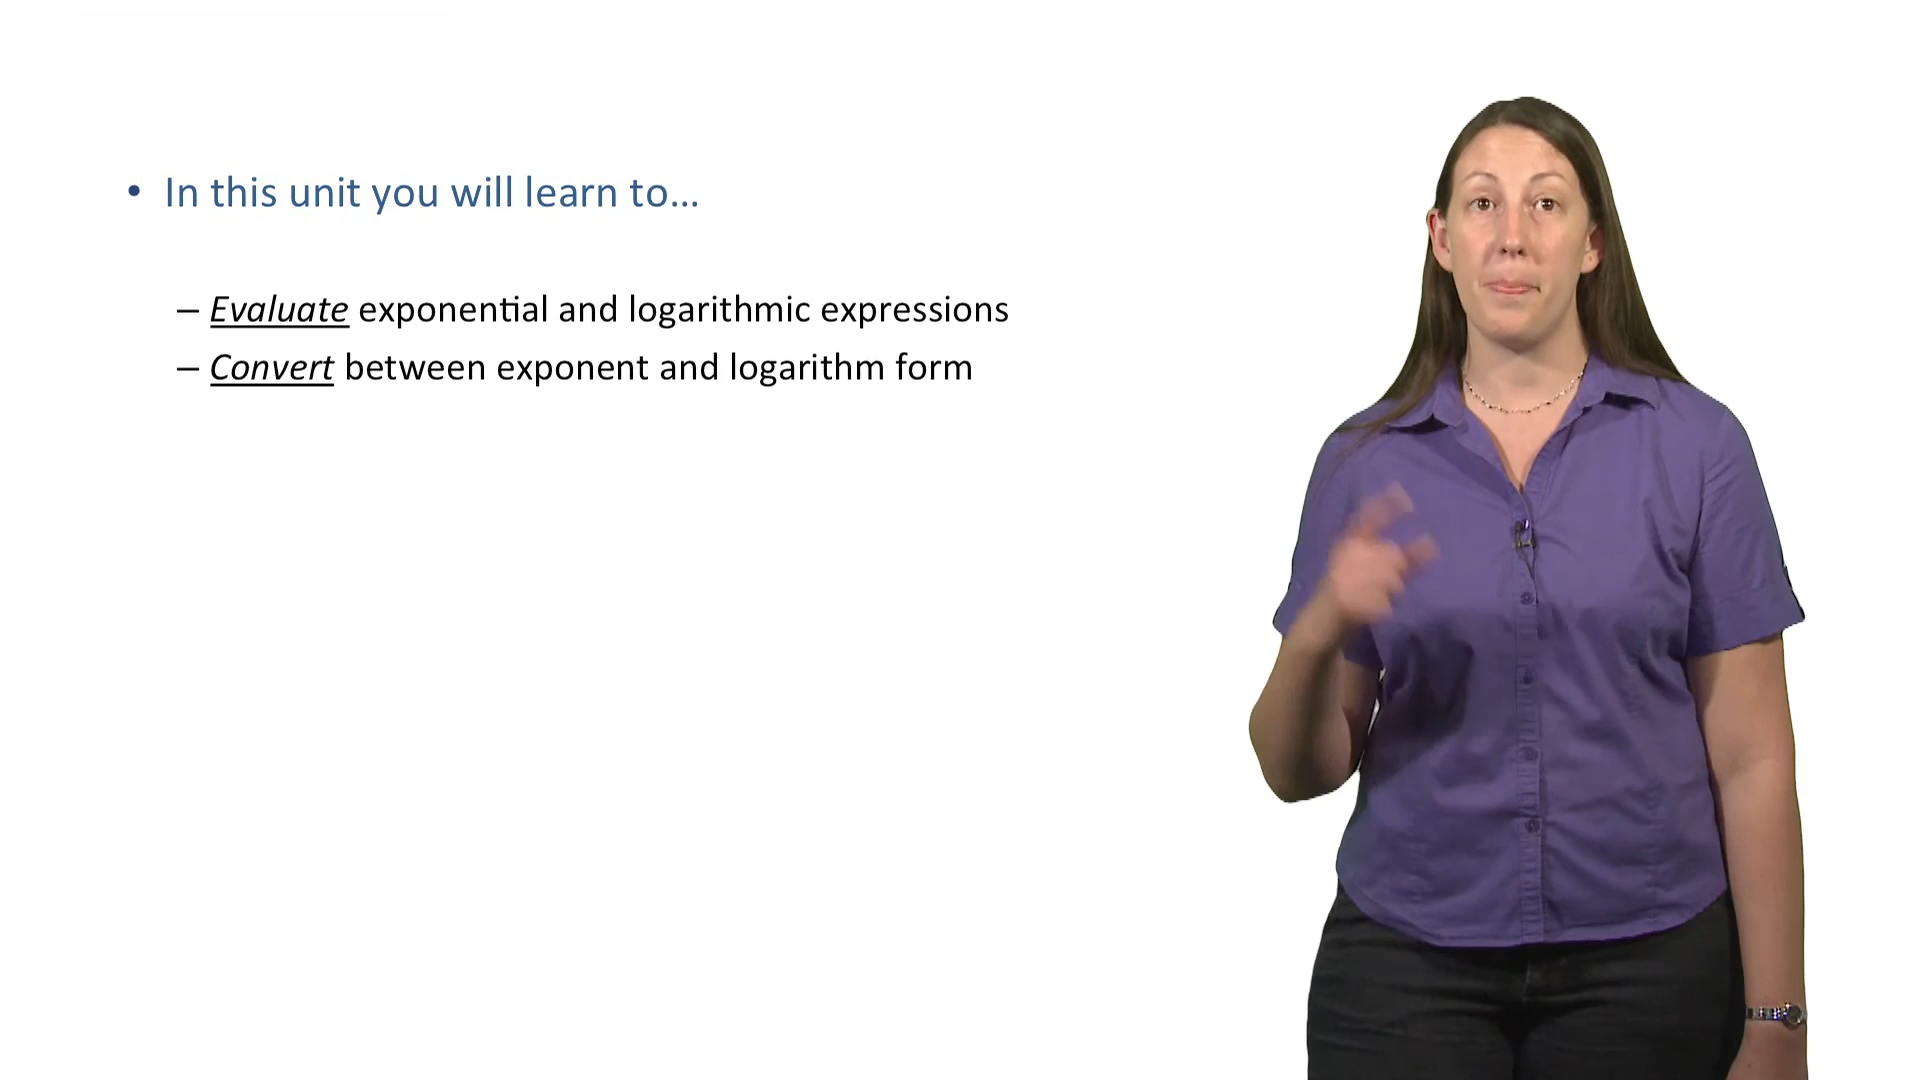 • In this unit you will learn to…
– Evaluate exponential and logarithmic expressions
– Convert between exponent and logarithm form